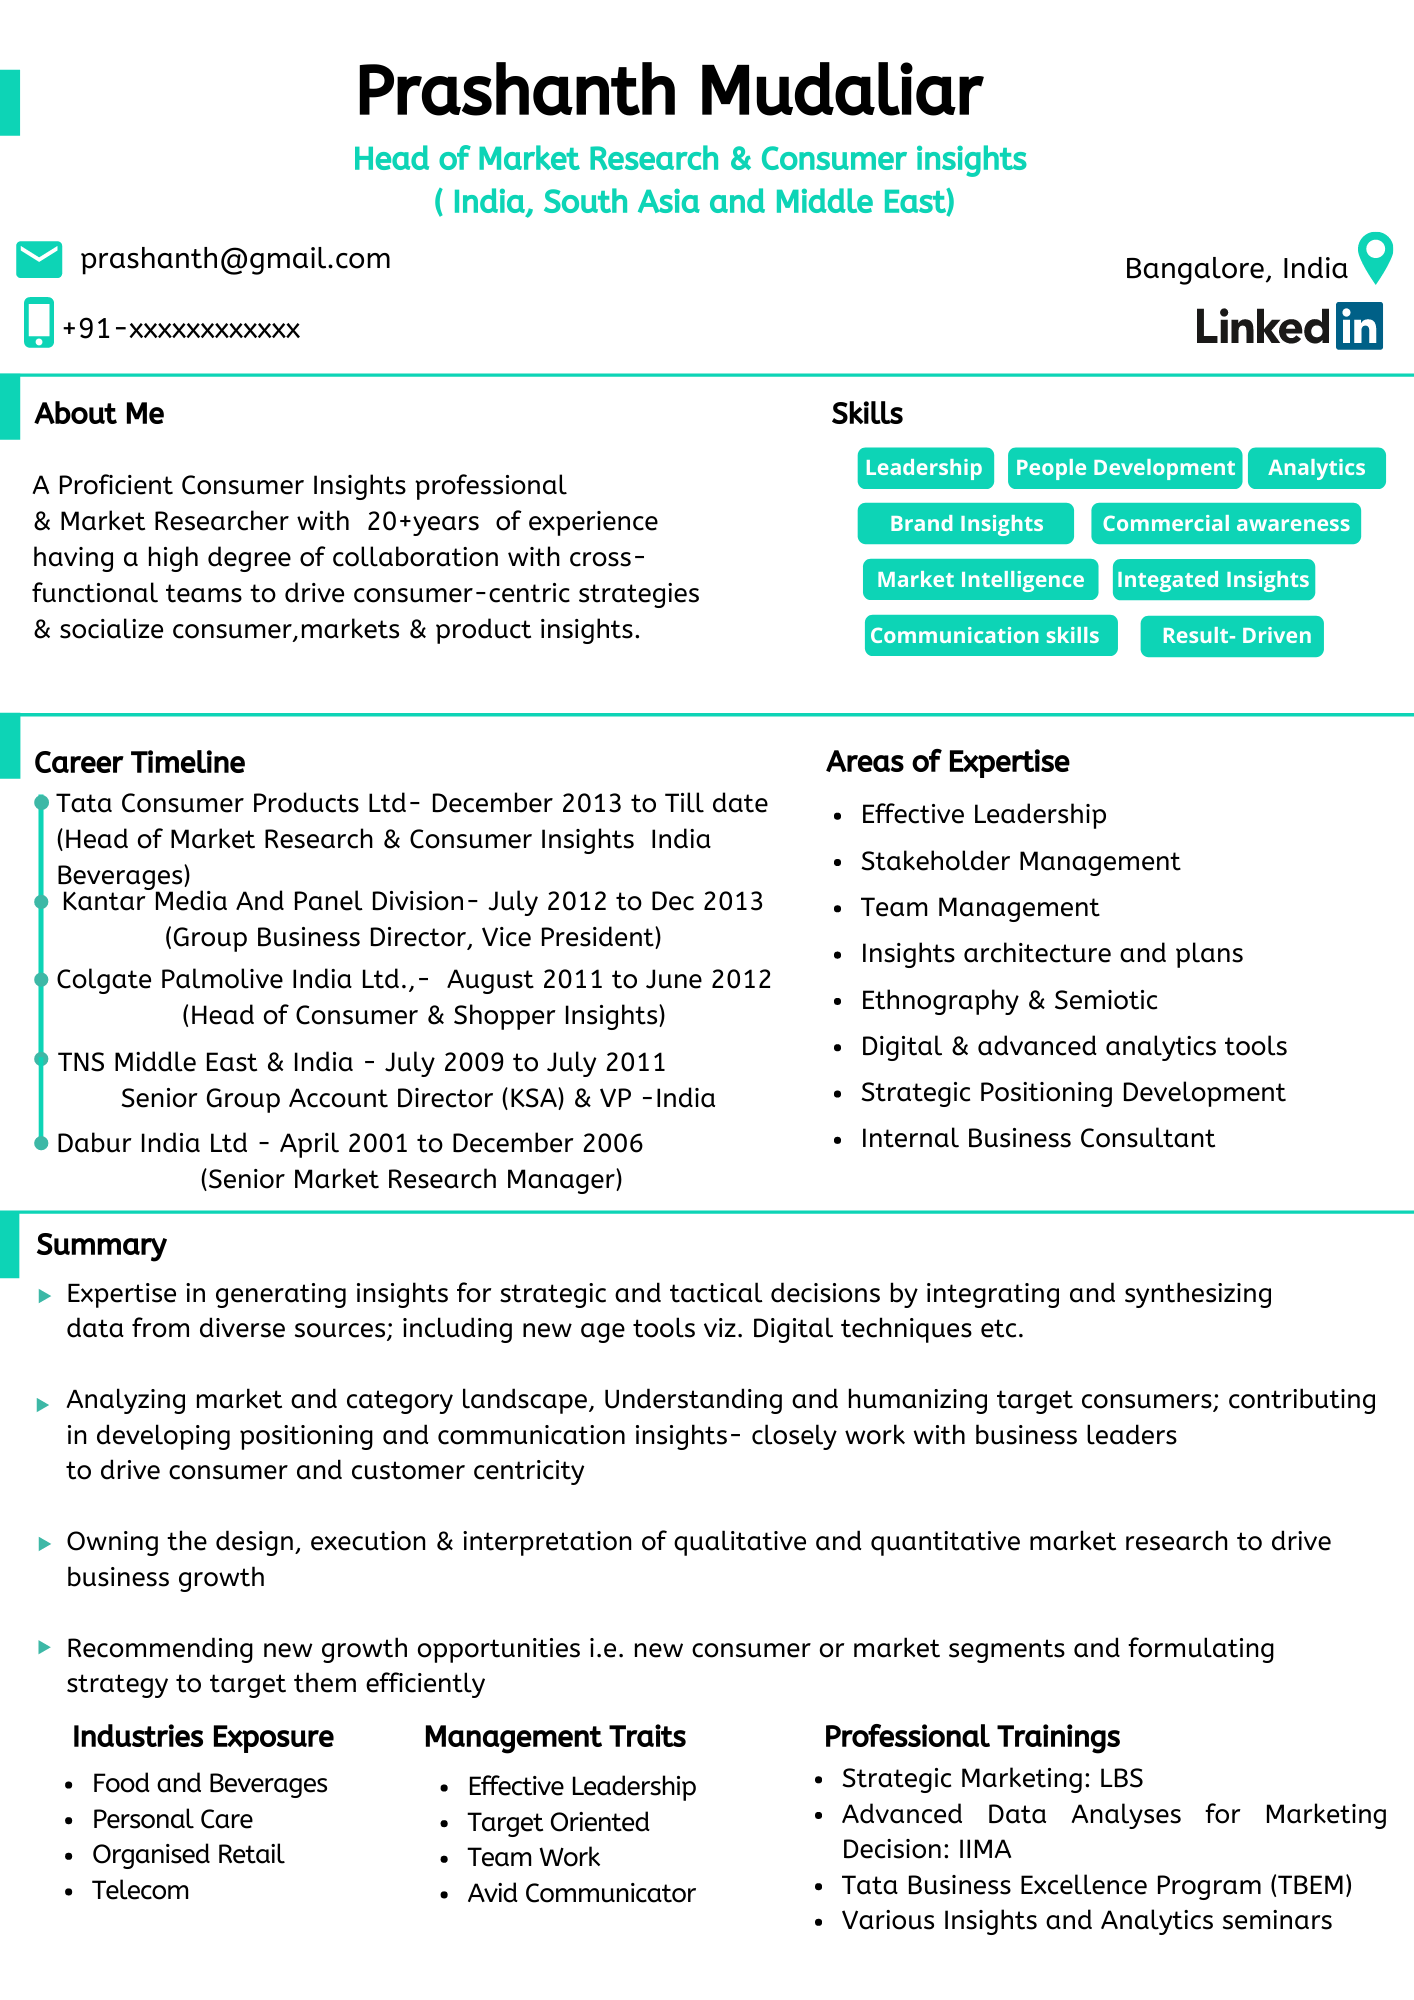 Prashanth Mudaliar
Head of Market Research & Consumer insights
( India, South Asia and Middle East)
prashanth@gmail.com
Bangalore, India
+91-xxxxxxxxxxxx
Linked in
About Me
A Proficient Consumer Insights professional
& Market Researcher with 20+years of experience
having a high degree of collaboration with cross-
functional teams to drive consumer-centric strategies
& socialize consumer,markets & product insights.
Skills
Leadership People Development Analytics
Brand Insights Commercial awareness
Market Intelligence Integated Insights
Communication skills Result- Driven
Career Timeline
Tata Consumer Products Ltd- December 2013 to Till date
(Head of Market Research & Consumer Insights India
Beverages)
Kantar Media And Panel Division- July 2012 to Dec 2013
(Group Business Director, Vice President)
Colgate Palmolive India Ltd.,- August 2011 to June 2012
(Head of Consumer & Shopper Insights)
TNS Middle East & India - July 2009 to July 2011
Senior Group Account Director (KSA) & VP -India
Dabur India Ltd - April 2001 to December 2006
(Senior Market Research Manager)
Areas of Expertise
• Effective Leadership
• Stakeholder Management
• Team Management
• Insights architecture and plans
• Ethnography & Semiotic
• Digital & advanced analytics tools
• Strategic Positioning Development
• Internal Business Consultant
Summary
Expertise in generating insights for strategic and tactical decisions by integrating and synthesizing
data from diverse sources; including new age tools viz. Digital techniques etc.
Analyzing market and category landscape, Understanding and humanizing target consumers; contributing
in developing positioning and communication insights- closely work with business leaders
to drive consumer and customer centricity
Owning the design, execution & interpretation of qualitative and quantitative market research to drive
business growth
Recommending new growth opportunities i.e. new consumer or market segments and formulating
strategy to target them efficiently
Industries Exposure
• Food and Beverages
• Personal Care
• Organised Retail
• Telecom
Management Traits
• Effective Leadership
• Target Oriented
• Team Work
• Avid Communicator
Professional Trainings
• Strategic Marketing: LBS
• Advanced Data Analyses for Marketing
Decision: IIMA
• Tata Business Excellence Program (TBEM)
• Various Insights and Analytics seminars